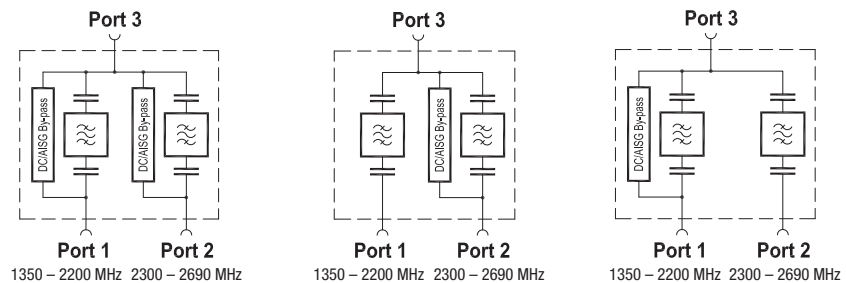 Port 3
DC/AISG By-pass
DC/AISG By-pass
Port 1
Port 2
1350 – 2200 MHz
2300 – 2690 MHz
Port 3
DC/AISG By-pass
Port 1
Port 2
1350 – 2200 MHz
2300 – 2690 MHz
Port 3
DC/AISG By-pass
Port 1
Port 2
1350 – 2200 MHz
2300 – 2690 MHz